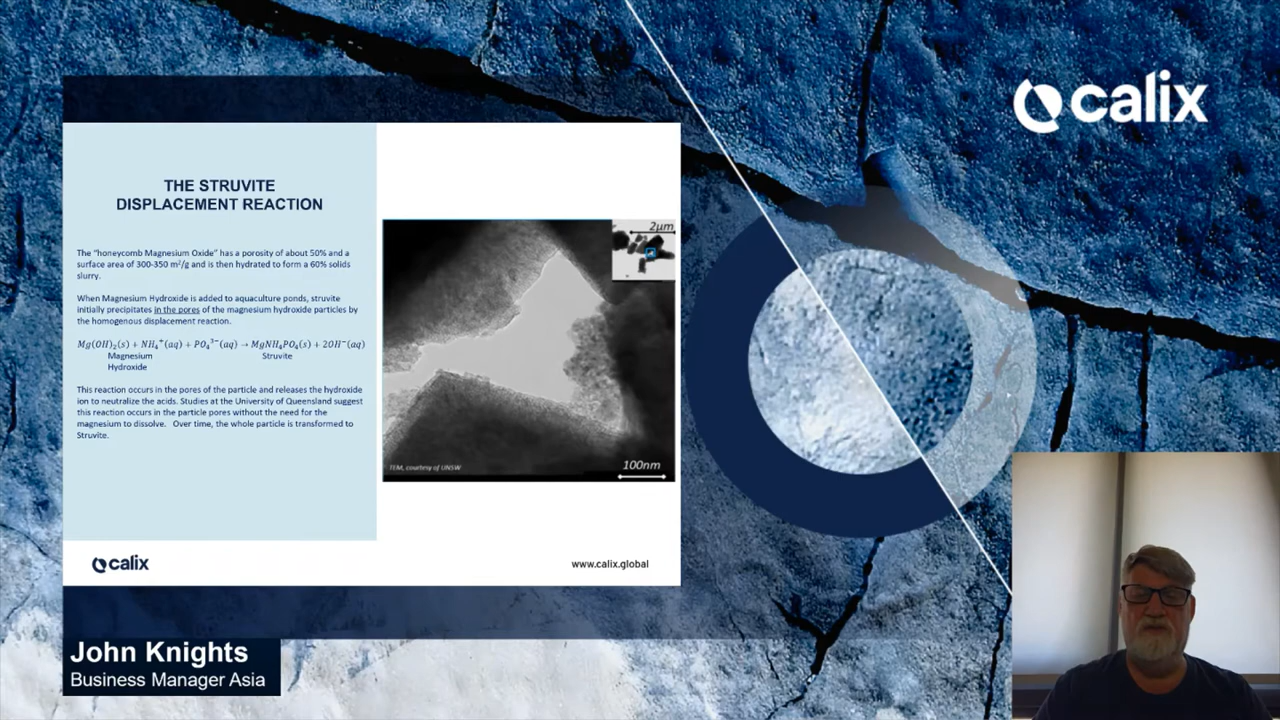 calix
THE STRUVITE
DISPLACEMENT REACTION
The "honeycomb Magnesium Oxide" has a porosity of about 50% and a
surface area of 300-350 m²/g and is then hydrated to form a 60% solids
slurry.
When Magnesium Hydroxide is added to aquaculture ponds, struvite
initially precipitates in the pores of the magnesium hydroxide particles by
the homogenous displacement reaction.
Mg(OH)₂(s) + NH₄⁺(aq) + PO₄³⁻(aq) → MgNH₄PO₄(s) + 2OH⁻(aq)
Magnesium Struvite
Hydroxide
This reaction occurs in the pores of the particle and releases the hydroxide
ion to neutralize the acids. Studies at the University of Queensland suggest
this reaction occurs in the particle pores without the need for the
magnesium to dissolve. Over time, the whole particle is transformed to
Struvite.
2µm
TEM, courtesy of UNSW
100nm
calix
www.calix.global
John Knights
Business Manager Asia